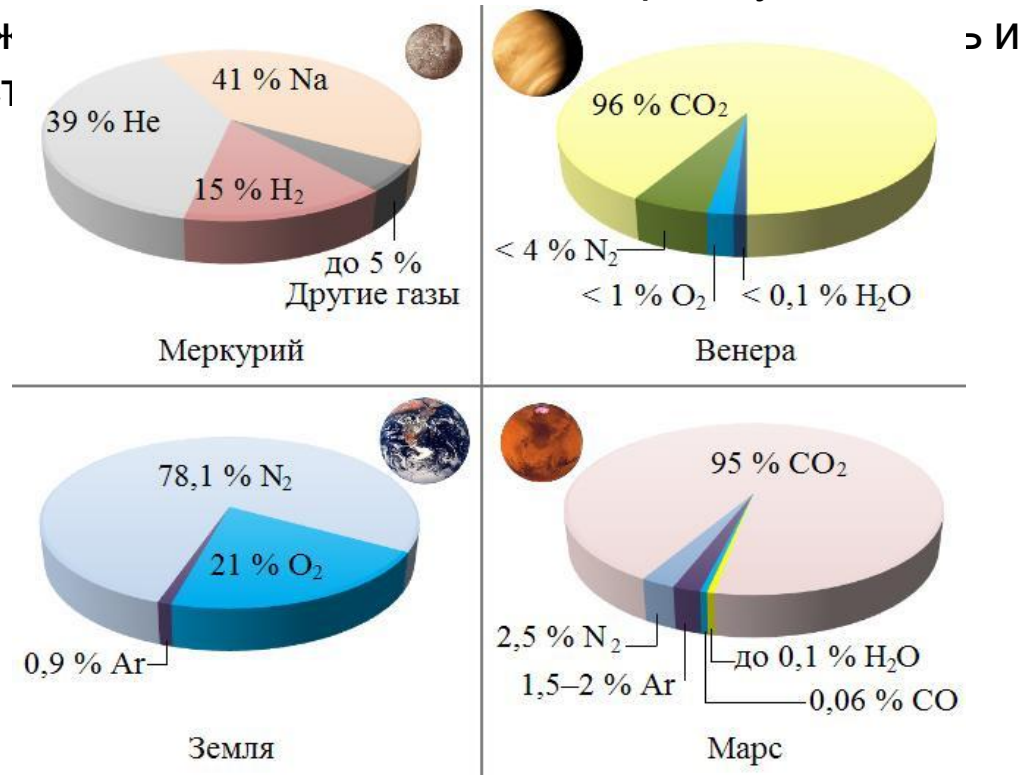 ж
ь и
41 % Na
39 % He
15 % H₂
до 5 %
Другие газы
Меркурий
96 % CO₂
< 4 % N₂
< 1 % O₂
< 0,1 % H₂O
Венера
78,1 % N₂
21 % O₂
0,9 % Ar
Земля
95 % CO₂
2,5 % N₂
1,5–2 % Ar
до 0,1 % H₂O
0,06 % CO
Марс